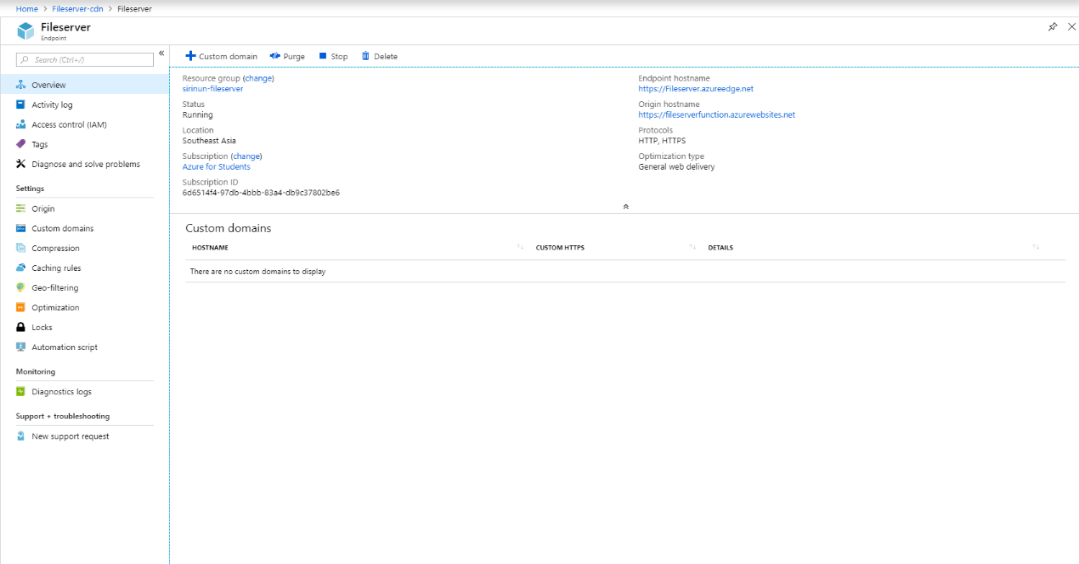 Home > Fileserver-cdn > Fileserver
Fileserver
Endpoint
Search (Ctrl+/)
Overview
Activity log
Access control (IAM)
Tags
Diagnose and solve problems
Settings
Origin
Custom domains
Compression
Caching rules
Geo-filtering
Optimization
Locks
Automation script
Monitoring
Diagnostics logs
Support + troubleshooting
New support request
Custom domain Purge Stop Delete
Resource group (change)
sirinun-fileserver
Status
Running
Location
Southeast Asia
Subscription (change)
Azure for Students
Subscription ID
6d6514f4-97db-4bbb-83a4-db9c37802be6
Endpoint hostname
https://Fileserver.azureedge.net
Origin hostname
https://fileserverfunction.azurewebsites.net
Protocols
HTTP, HTTPS
Optimization type
General web delivery
Custom domains
HOSTNAME CUSTOM HTTPS DETAILS
There are no custom domains to display